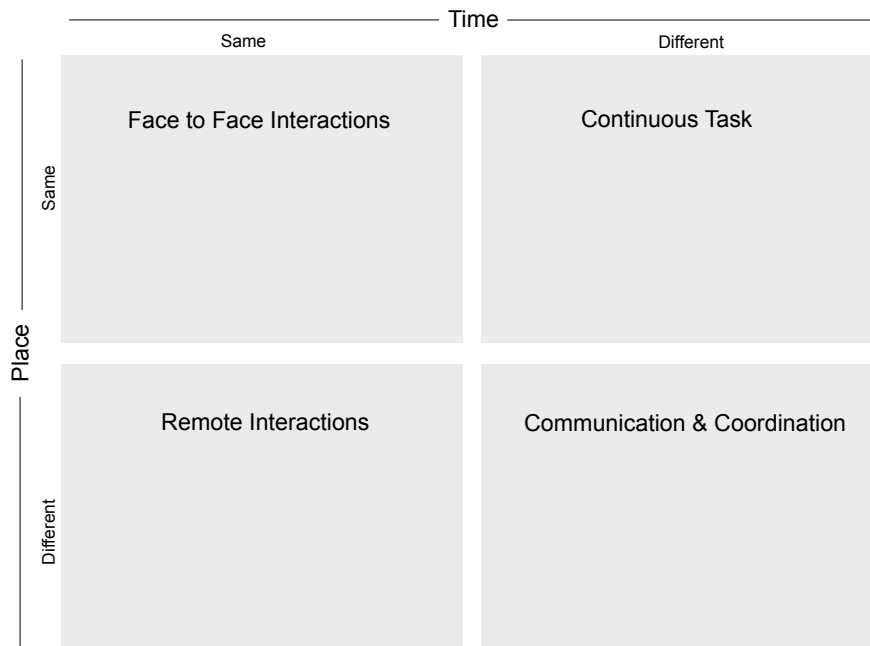 Time
Same
Different
Face to Face Interactions
Continuous Task
Same
Place
Remote Interactions
Communication & Coordination
Different